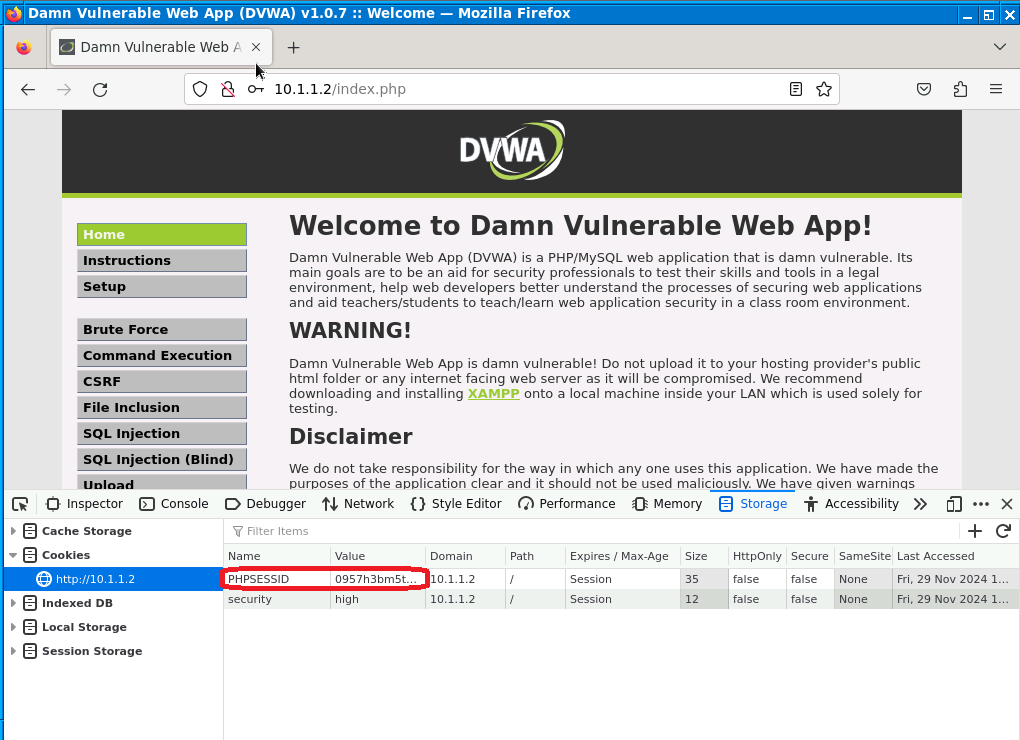 Damn Vulnerable Web App (DVWA) v1.0.7 :: Welcome — Mozilla Firefox
Damn Vulnerable Web A
10.1.1.2/index.php
DVWA
Home
Instructions
Setup
Brute Force
Command Execution
CSRF
File Inclusion
SQL Injection
SQL Injection (Blind)
Upload
Welcome to Damn Vulnerable Web App!
Damn Vulnerable Web App (DVWA) is a PHP/MySQL web application that is damn vulnerable. Its
main goals are to be an aid for security professionals to test their skills and tools in a legal
environment, help web developers better understand the processes of securing web applications
and aid teachers/students to teach/learn web application security in a class room environment.
WARNING!
Damn Vulnerable Web App is damn vulnerable! Do not upload it to your hosting provider's public
html folder or any internet facing web server as it will be compromised. We recommend
downloading and installing XAMPP onto a local machine inside your LAN which is used solely for
testing.
Disclaimer
We do not take responsibility for the way in which any one uses this application. We have made the
purposes of the application clear and it should not be used maliciously. We have given warnings
Inspector Console Debugger Network Style Editor Performance Memory Storage Accessibility
Cache Storage
Cookies
http://10.1.1.2
Indexed DB
Local Storage
Session Storage
Filter Items
Name Value Domain Path Expires / Max-Age Size HttpOnly Secure SameSite Last Accessed
PHPSESSID 0957h3bm5t... 10.1.1.2 / Session 35 false false None Fri, 29 Nov 2024 1...
security high 10.1.1.2 / Session 12 false false None Fri, 29 Nov 2024 1...